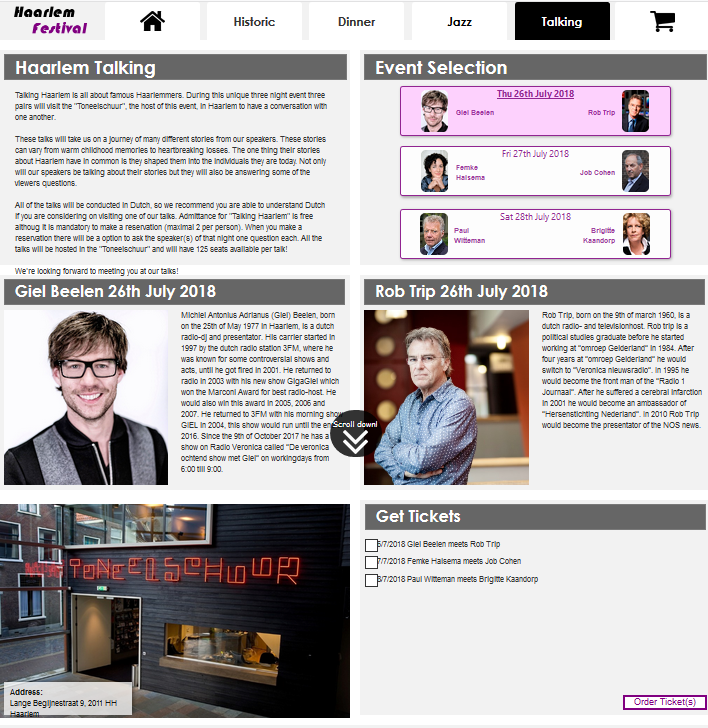 Haarlem
Festival
Historic
Dinner
Jazz
Talking
Haarlem Talking
Talking Haarlem is all about famous Haarlemmers. During this unique three night event three
pairs will visit the "Toneelschuur", the host of this event, in Haarlem to have a conversation with
one another.
These talks will take us on a journey of many different stories from our speakers. These stories
can vary from warm childhood memories to heartbreaking losses. The one thing their stories
about Haarlem have in common is they shaped them into the individuals they are today. Not only
will our speakers be talking about their stories but they will also be answering some of the
viewers questions.
All of the talks will be conducted in Dutch, so we recommend you are able to understand Dutch
if you are considering on visiting one of our talks. Admittance for "Talking Haarlem" is free
althoug it is mandatory to make a reservation (maximal 2 per person). When you make a
reservation there will be a option to ask the speaker(s) of that night one question each. All the
talks will be hosted in the "Toneelschuur" and will have 125 seats available per talk!
We're looking forward to meeting you at our talks!
Event Selection
Thu 26th July 2018
Giel Beelen
Rob Trip
Fri 27th July 2018
Femke
Halsema
Job Cohen
Sat 28th July 2018
Paul
Witteman
Brigitte
Kaandorp
Giel Beelen 26th July 2018
Michiel Antonius Adrianus (Giel) Beelen, born
on the 25th of May 1977 in Haarlem, is a dutch
radio-dj and presentator. His carrier started in
1997 by the dutch radio station 3FM, where he
was known for some controversial shows and
acts, until he got fired in 2001. He returned to
radio in 2003 with his new show GigaGiel which
won the Marconi Award for best radio-host. He
would also win this award in 2005, 2006 and
2007. He returned to 3FM with his morning show
GIEL in 2004, this show would run until the en
2016. Since the 9th of October 2017 he has a
show on Radio Veronica called "De veronica
ochtend show met Giel" on workingdays from
6:00 till 9:00.
Scroll down!
Rob Trip 26th July 2018
Rob Trip, born on the 9th of march 1960, is a
dutch radio- and televisionhost. Rob trip is a
political studies graduate before he started
working at "omroep Gelderland" in 1984. After
four years at "omroep Gelderland" he would
switch to "Veronica nieuwsradio". In 1995 he
would become the front man of the "Radio 1
Journaal". After he suffered a cerebral infarction
in 2001 he would become an ambassador of
"Hersenstichting Nederland". In 2010 Rob Trip
would become the presentator of the NOS news.
TONEELSCHUUR
Address:
Lange Begijnestraat 9, 2011 HH
Haarlem
Get Tickets
6/7/2018 Giel Beelen meets Rob Trip
7/2018 Femke Halsema meets Job Cohen
8/7/2018 Paul Witteman meets Brigitte Kaandorp
Order Ticket(s)